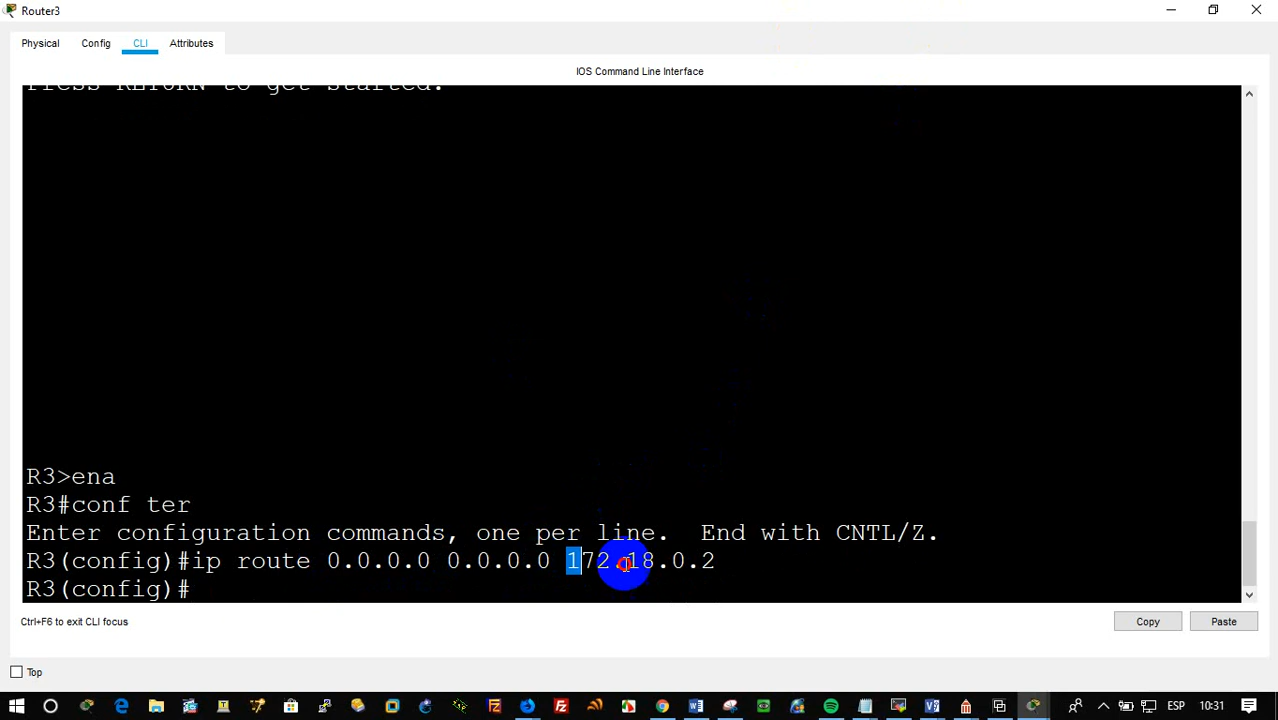 Router3
Physical Config CLI Attributes
IOS Command Line Interface
Press RETURN to get started.
R3>ena
R3#conf ter
Enter configuration commands, one per line.  End with CNTL/Z.
R3(config)#ip route 0.0.0.0 0.0.0.0 172.18.0.2
R3(config)#
Ctrl+F6 to exit CLI focus
Copy
Paste
Top
ESP
10:31